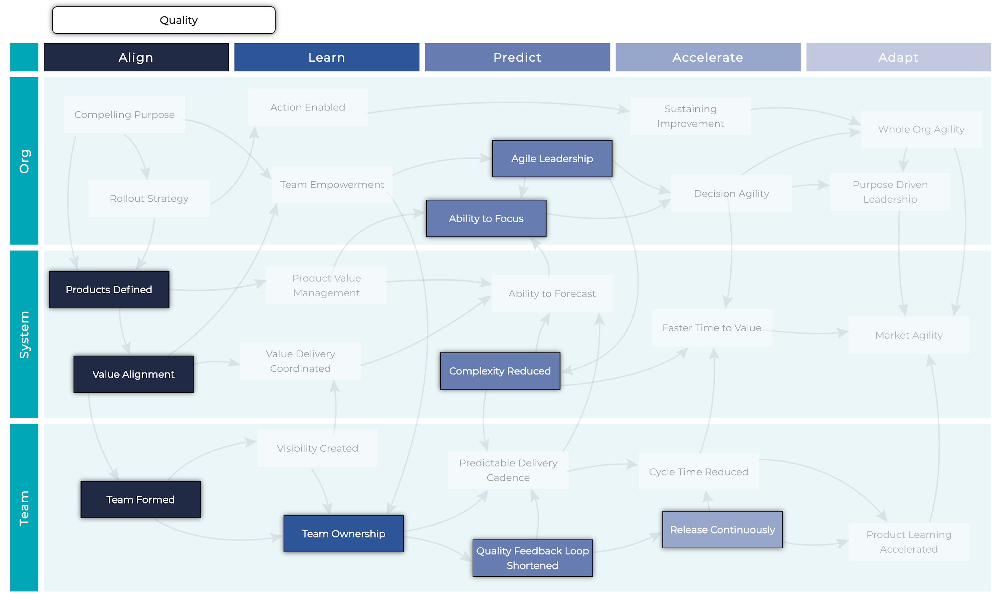 Quality
Align
Learn
Predict
Accelerate
Adapt
Org
Compelling Purpose
Action Enabled
Sustaining
Improvement
Whole Org Agility
Agile Leadership
Rollout Strategy
Team Empowerment
Ability to Focus
Decision Agility
Purpose Driven
Leadership
System
Products Defined
Product Value
Management
Ability to Forecast
Faster Time to Value
Market Agility
Value Alignment
Value Delivery
Coordinated
Complexity Reduced
Team
Visibility Created
Predictable Delivery
Cadence
Cycle Time Reduced
Team Formed
Team Ownership
Quality Feedback Loop
Shortened
Release Continuously
Product Learning
Accelerated